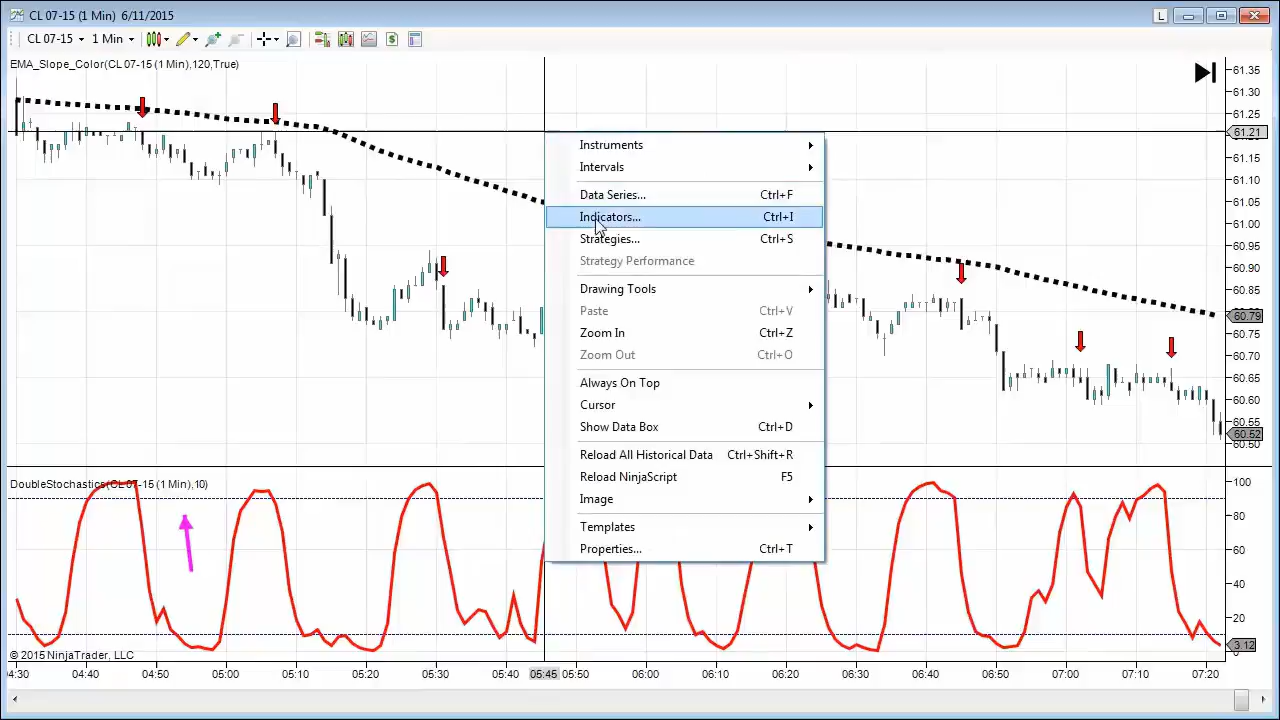 CL 07-15 (1 Min) 6/11/2015
L
CL 07-15 1 Min
EMA_Slope_Color(CL 07-15 (1 Min),120,True)
61.35
61.30
61.25
61.21
61.15
61.10
61.05
61.00
60.95
60.90
60.85
60.79
60.75
60.70
60.65
60.60
60.55
60.52
60.50
Instruments
Intervals
Data Series... Ctrl+F
Indicators... Ctrl+I
Strategies... Ctrl+S
Strategy Performance
Drawing Tools
Paste Ctrl+V
Zoom In Ctrl+Z
Zoom Out Ctrl+O
Always On Top
Cursor
Show Data Box Ctrl+D
Reload All Historical Data Ctrl+Shift+R
Reload NinjaScript F5
Image
Templates
Properties... Ctrl+T
DoubleStochastics(CL 07-15 (1 Min),10)
100
80
60
40
20
3.12
© 2015 NinjaTrader, LLC
04:30 04:40 04:50 05:00 05:10 05:20 05:30 05:45 05:50 06:00 06:10 06:20 06:30 06:40 06:50 07:00 07:10 07:20